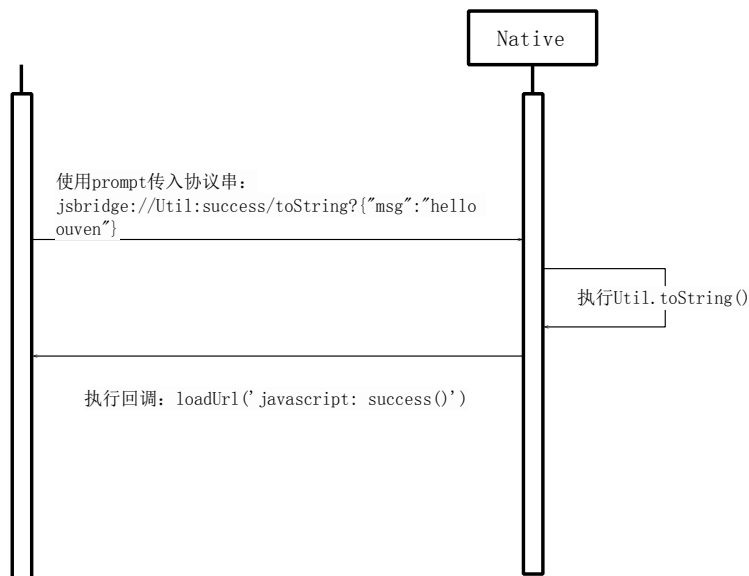 Native
使用prompt传入协议串：
jsbridge://Util:success/toString?{"msg":"hello
ouven"}
执行Util.toString()
执行回调：loadUrl('javascript: success()')